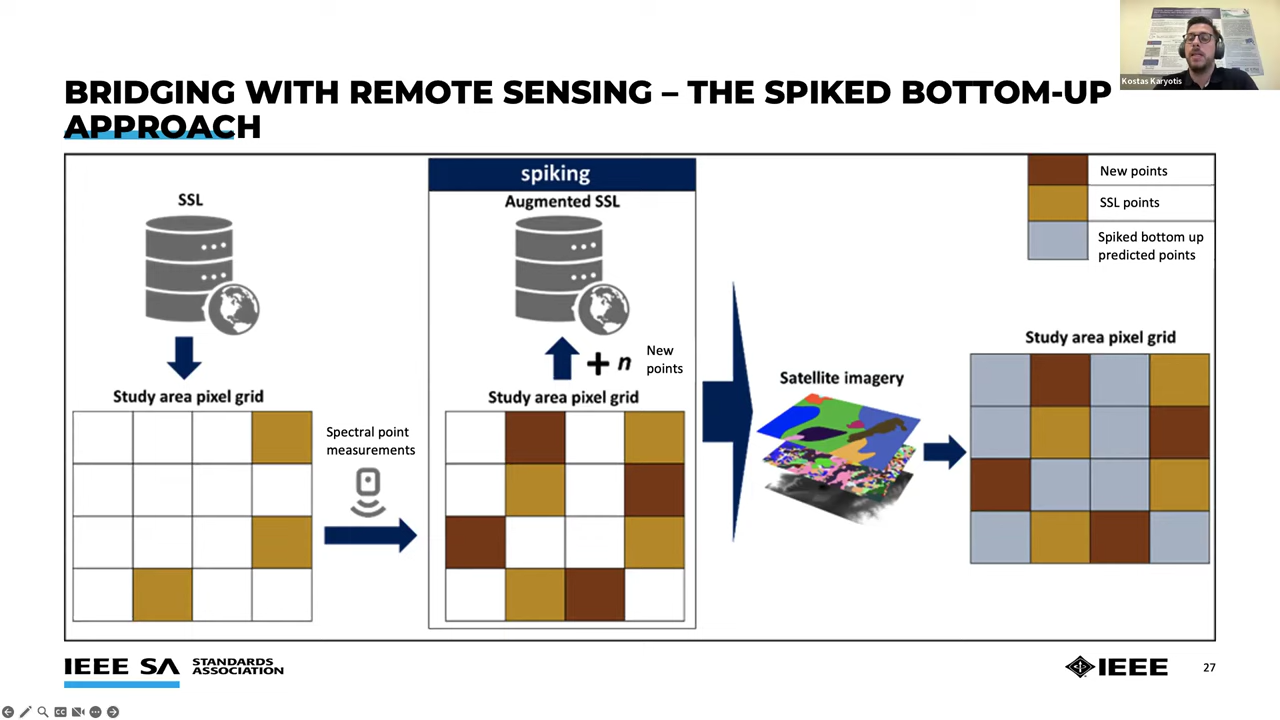 Kostas Karyotis
BRIDGING WITH REMOTE SENSING – THE SPIKED BOTTOM-UP
APPROACH
SSL
Study area pixel grid
Spectral point
measurements
spiking
Augmented SSL
+ n
New
points
Study area pixel grid
Satellite imagery
New points
SSL points
Spiked bottom up
predicted points
Study area pixel grid
IEEE SA
STANDARDS
ASSOCIATION
IEEE
27